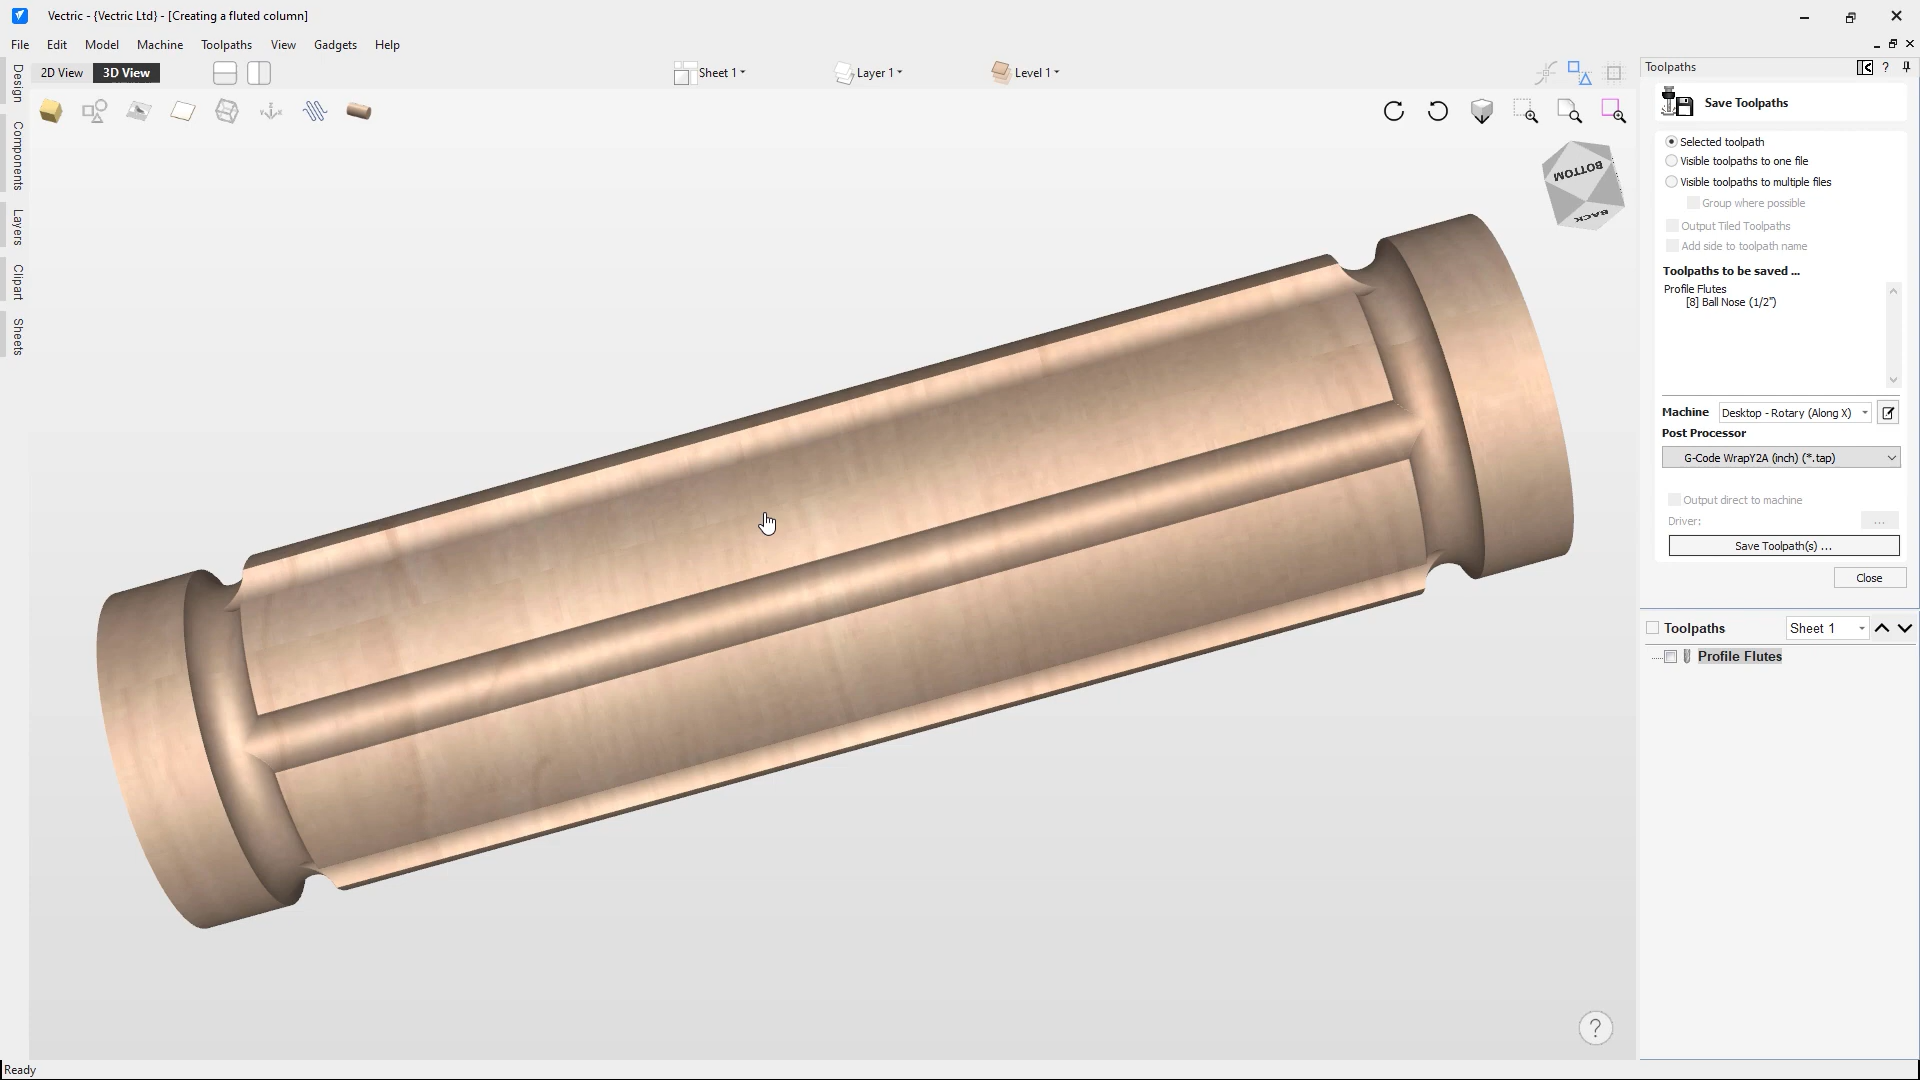 Vectric - {Vectric Ltd} - [Creating a fluted column]
File Edit Model Machine Toolpaths View Gadgets Help
2D View 3D View Sheet 1 Layer 1 Level 1
Design
Components
Layers
Clipart
Sheets
BOTTOM
BACK
Toolpaths ?
Save Toolpaths
Selected toolpath
Visible toolpaths to one file
Visible toolpaths to multiple files
Group where possible
Output Tiled Toolpaths
Add side to toolpath name
Toolpaths to be saved ...
Profile Flutes
[8] Ball Nose (1/2")
Machine Desktop - Rotary (Along X)
Post Processor
G-Code WrapY2A (inch) (*.tap)
Output direct to machine
Driver: ...
Save Toolpath(s) ...
Close
Toolpaths Sheet 1
Profile Flutes
?
Ready